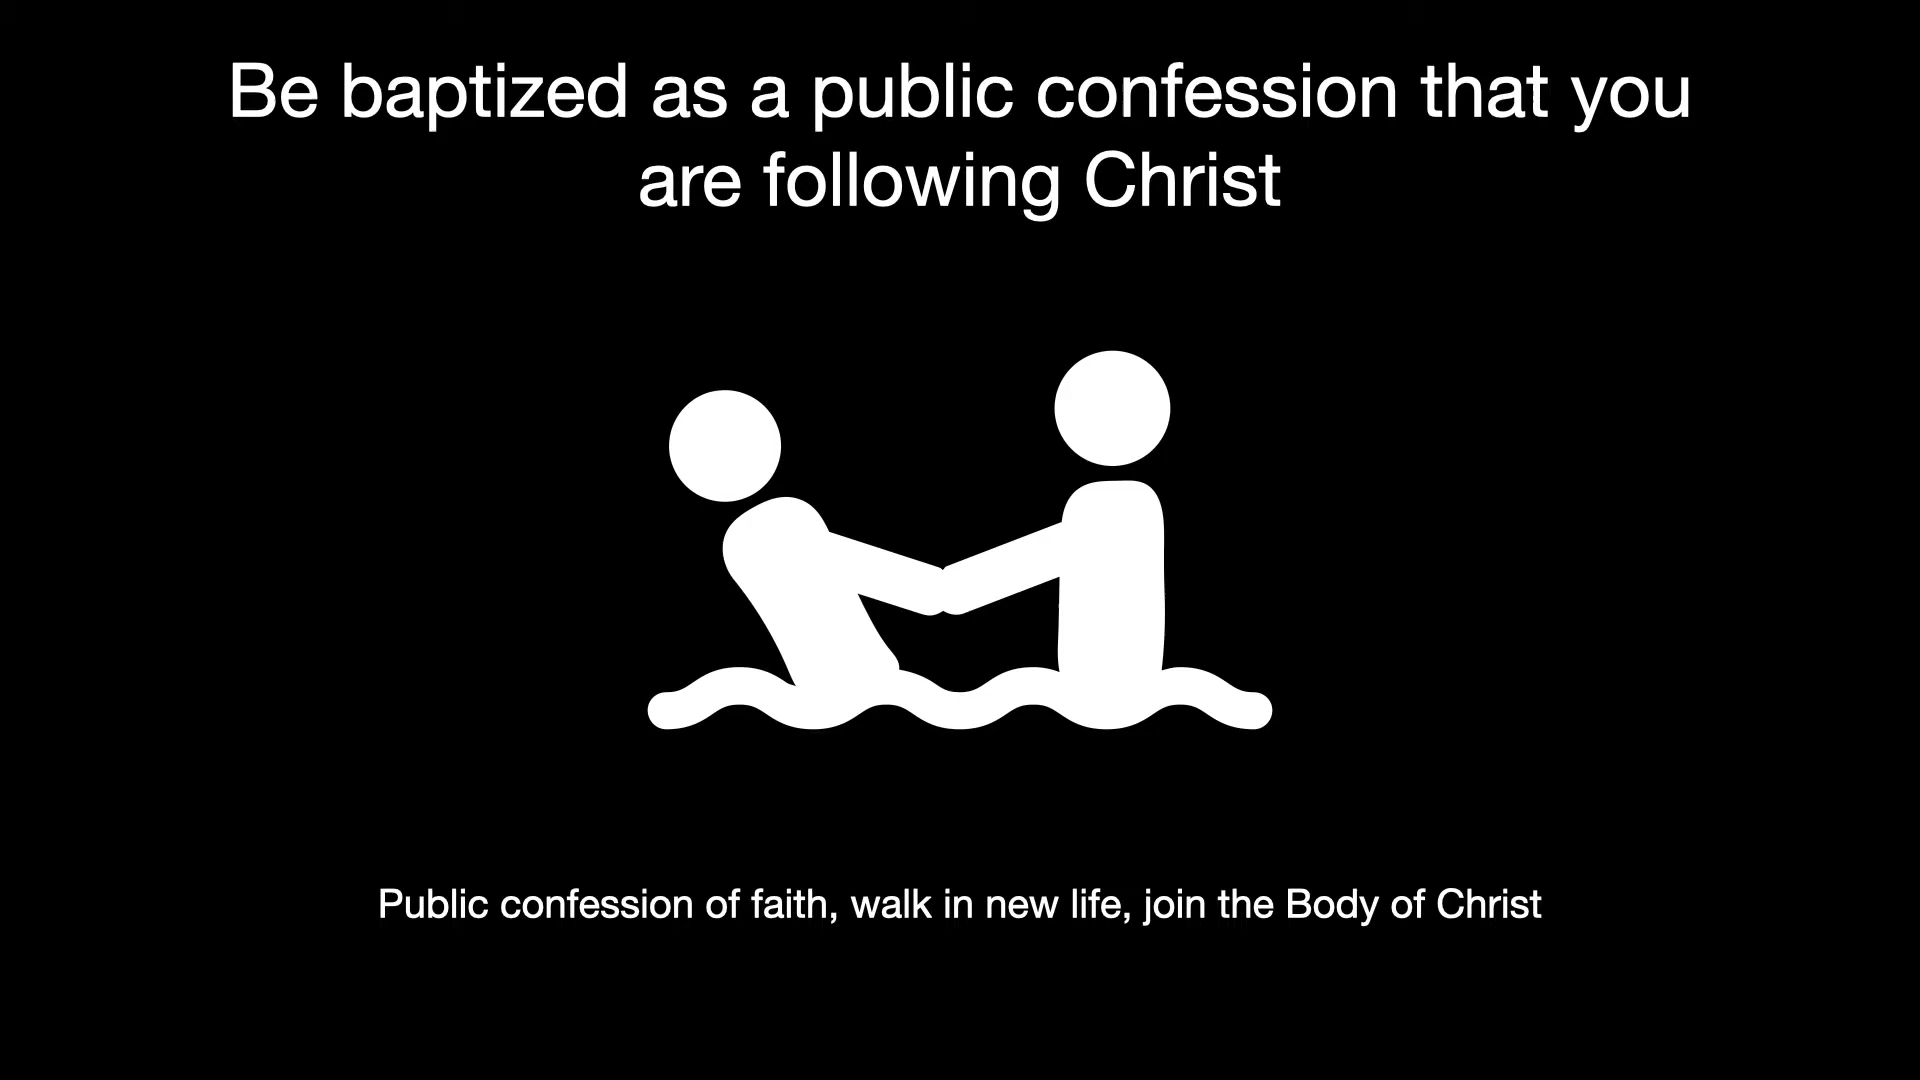 Be baptized as a public confession that you
are following Christ
Public confession of faith, walk in new life, join the Body of Christ